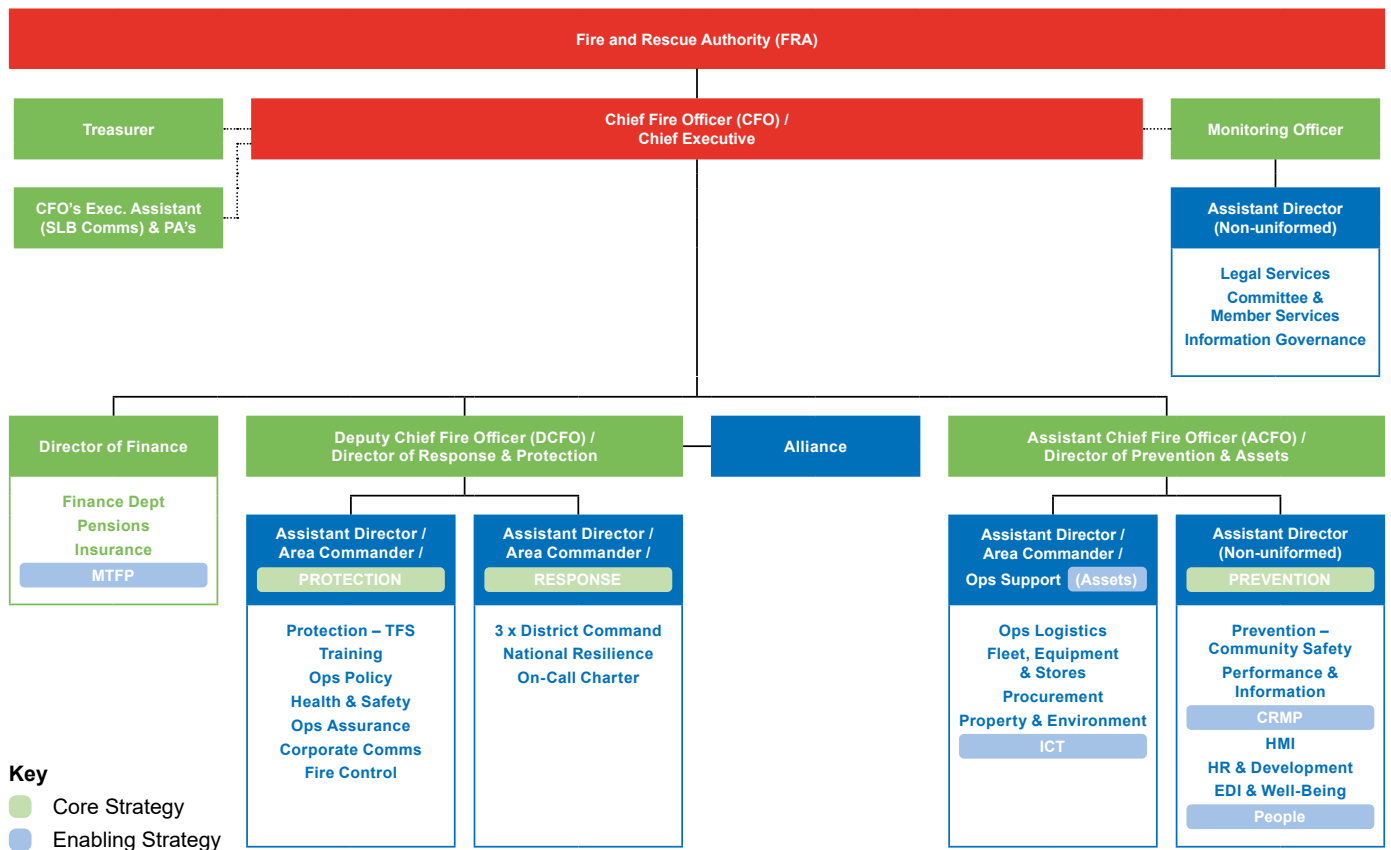 Fire and Rescue Authority (FRA)
Treasurer
Chief Fire Officer (CFO) /
Chief Executive
Monitoring Officer
CFO's Exec. Assistant
(SLB Comms) & PA's
Assistant Director
(Non-uniformed)
Legal Services
Committee &
Member Services
Information Governance
Director of Finance
Finance Dept
Pensions
Insurance
MTFP
Deputy Chief Fire Officer (DCFO) /
Director of Response & Protection
Alliance
Assistant Chief Fire Officer (ACFO) /
Director of Prevention & Assets
Assistant Director /
Area Commander /
PROTECTION
Protection – TFS
Training
Ops Policy
Health & Safety
Ops Assurance
Corporate Comms
Fire Control
Assistant Director /
Area Commander /
RESPONSE
3 x District Command
National Resilience
On-Call Charter
Assistant Director /
Area Commander /
Ops Support (Assets)
Ops Logistics
Fleet, Equipment
& Stores
Procurement
Property & Environment
ICT
Assistant Director
(Non-uniformed)
PREVENTION
Prevention –
Community Safety
Performance &
Information
CRMP
HMI
HR & Development
EDI & Well-Being
People
Key
Core Strategy
Enabling Strategy